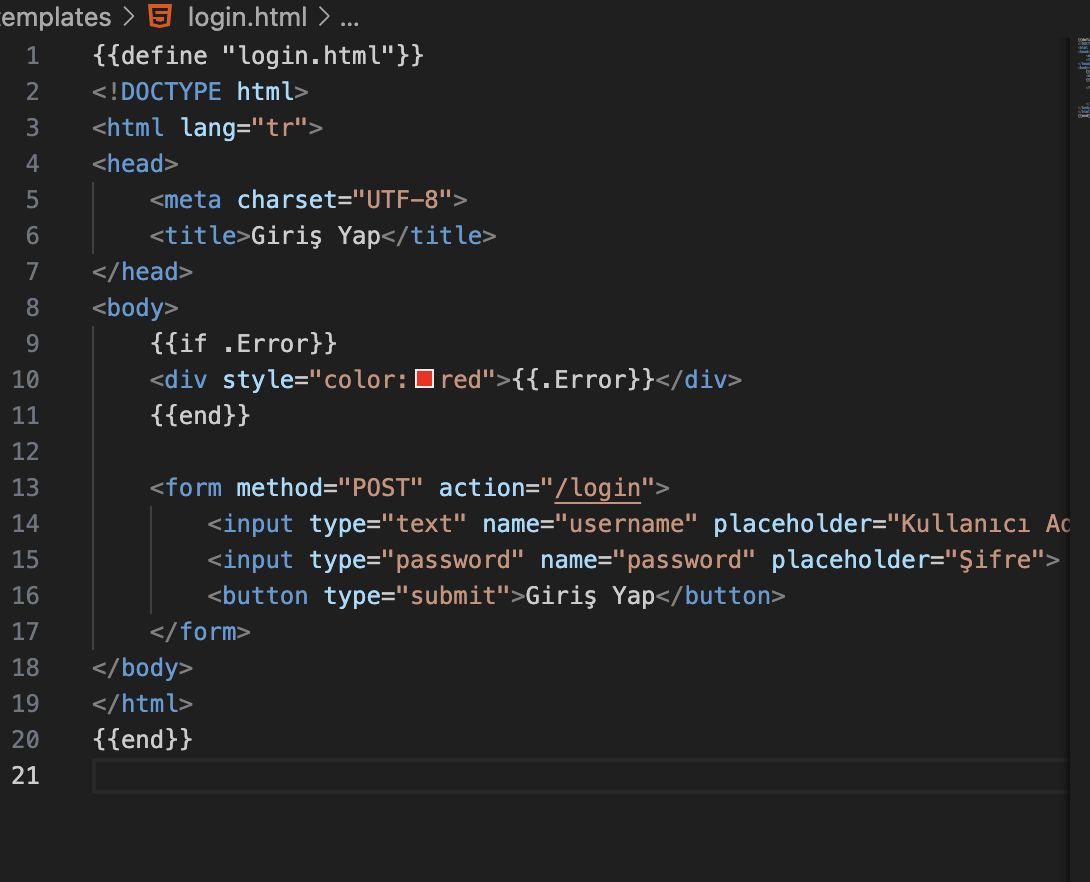 templates > login.html > ...
1 {{define "login.html"}}
2 <!DOCTYPE html>
3 <html lang="tr">
4 <head>
5     <meta charset="UTF-8">
6     <title>Giriş Yap</title>
7 </head>
8 <body>
9     {{if .Error}}
10     <div style="color:red">{{.Error}}</div>
11     {{end}}
12
13     <form method="POST" action="/login">
14         <input type="text" name="username" placeholder="Kullanıcı
15         <input type="password" name="password" placeholder="Şifre">
16         <button type="submit">Giriş Yap</button>
17     </form>
18 </body>
19 </html>
20 {{end}}
21